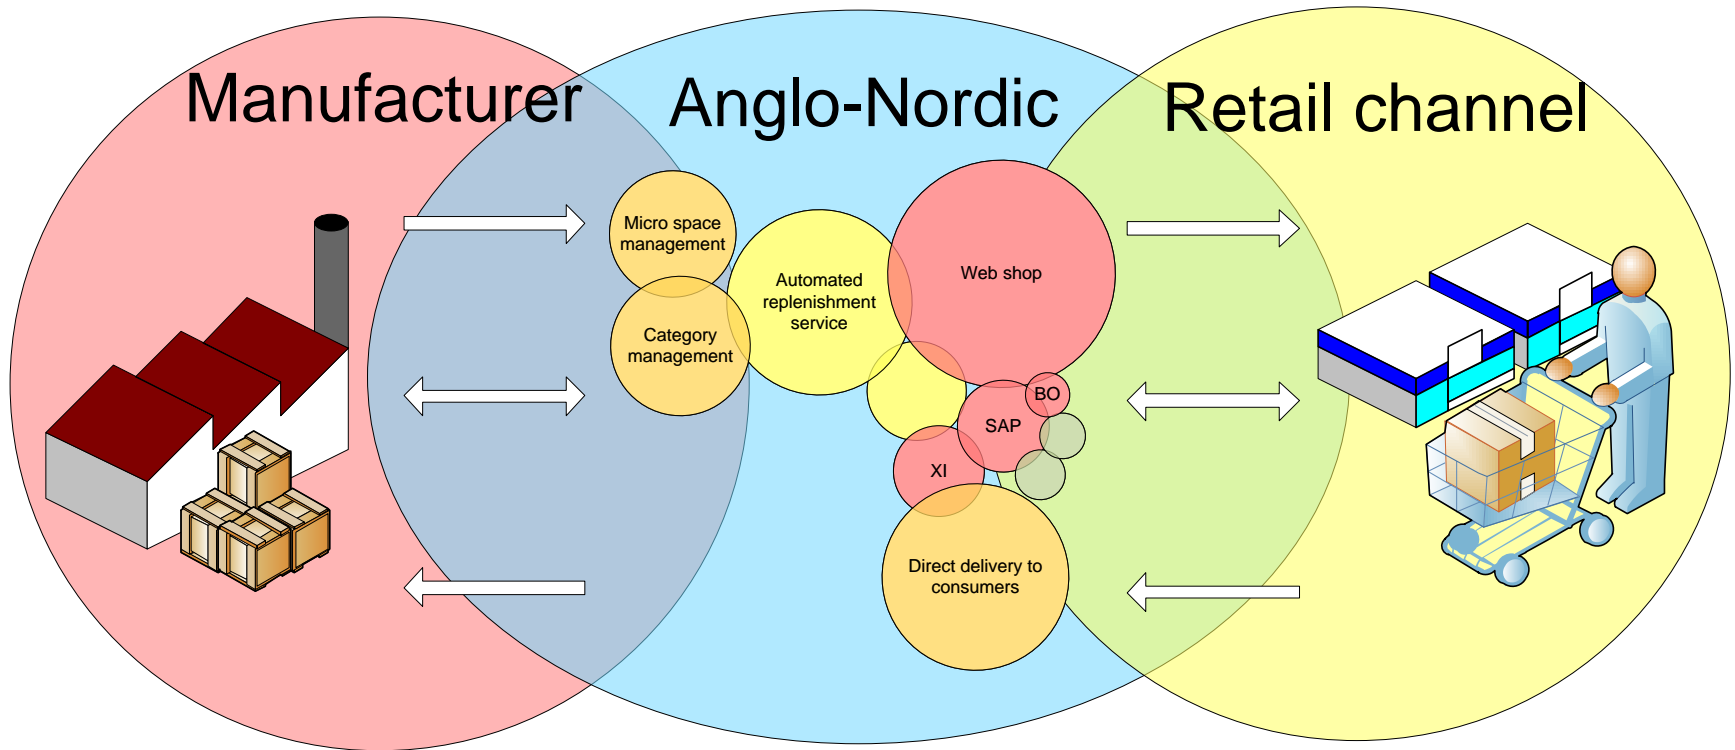 Manufacturer
Anglo-Nordic
Retail channel
Micro space
management
Automated
replenishment
service
Web shop
Category
management
BO
SAP
XI
Direct delivery to
consumers